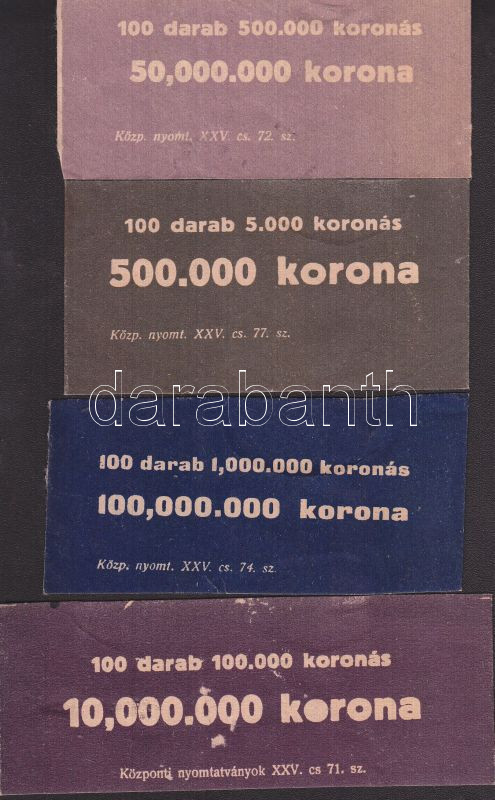 100 darab 500.000 koronás
50,000.000 korona
Közp. nyomt. XXV. cs. 72. sz.
100 darab 5.000 koronás
500.000 korona
Közp. nyomt. XXV. cs. 77. sz.
darabanth
100 darab 1,000.000 koronás
100,000.000 korona
Közp. nyomt. XXV. cs. 74. sz.
100 darab 100.000 koronás
10,000.000 korona
Központi nyomtatványok XXV. cs 71. sz.